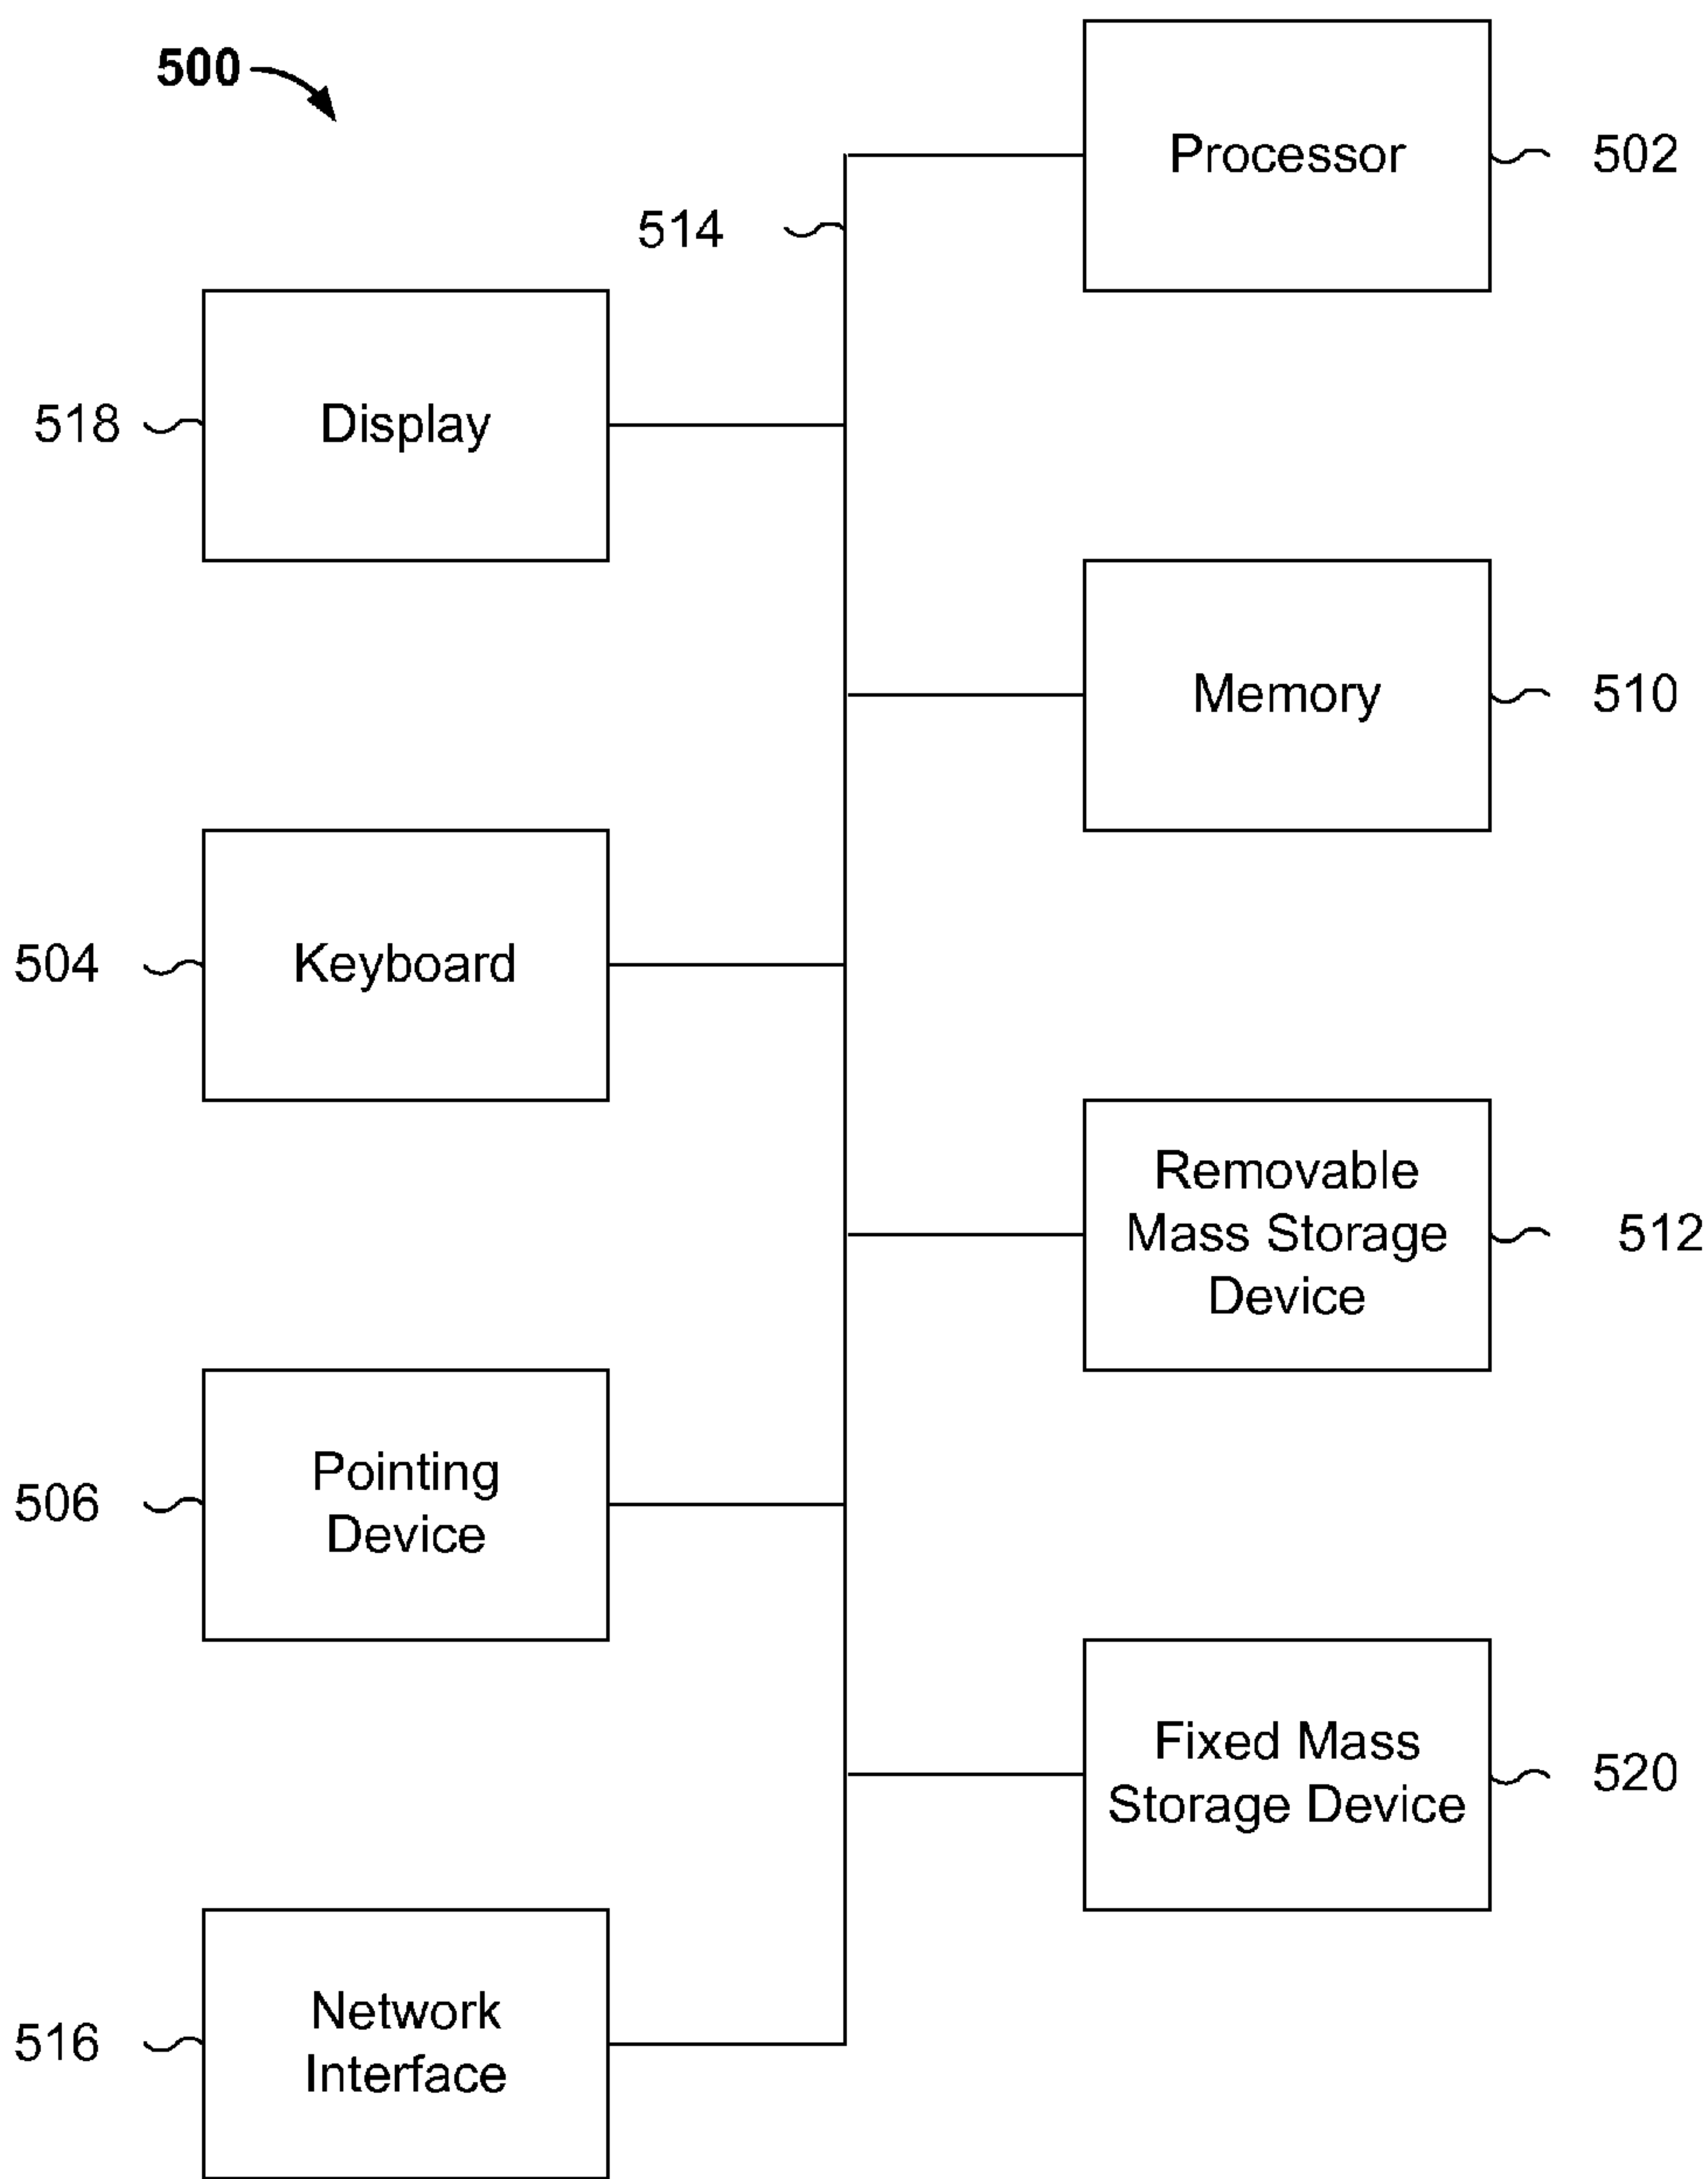 500
Processor
502
514
518
Display
Memory
510
504
Keyboard
Removable
Mass Storage
Device
512
506
Pointing
Device
Fixed Mass
Storage Device
520
516
Network
Interface